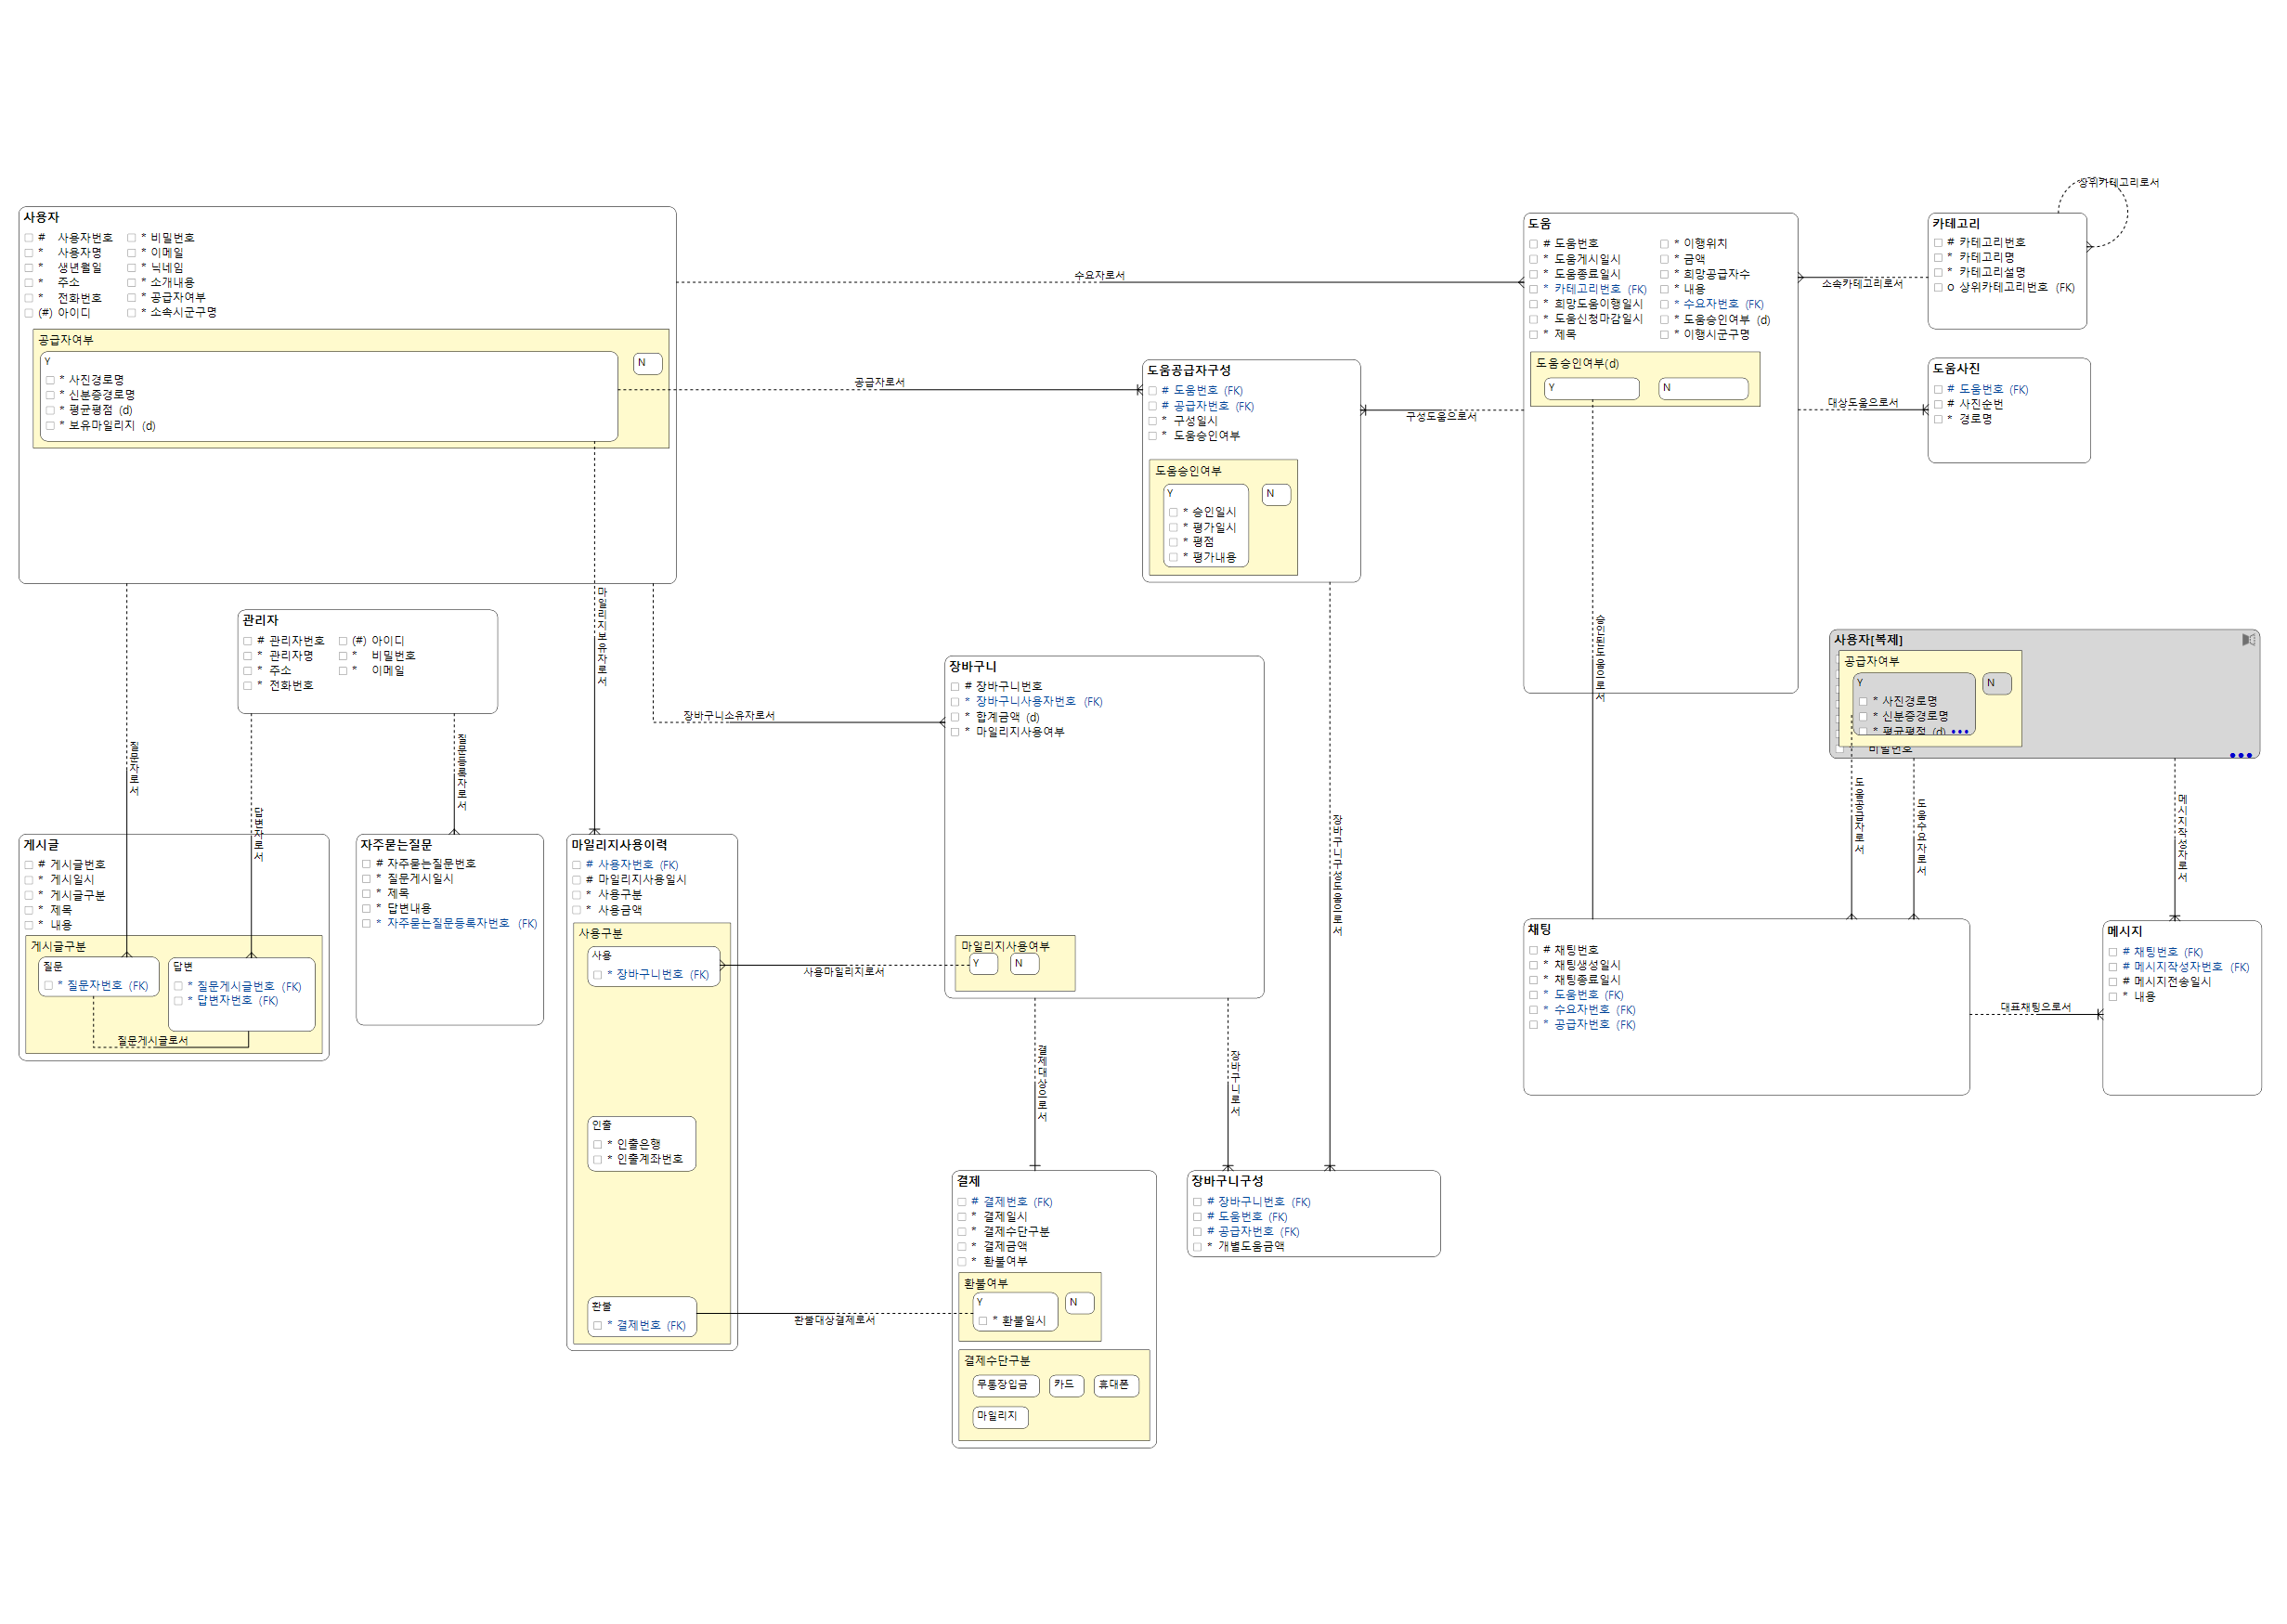 사용자
# 사용자번호
* 사용자명
* 생년월일
* 주소
* 전화번호
(#) 아이디
* 비밀번호
* 이메일
* 닉네임
* 소개내용
* 공급자여부
* 소속시군구명
공급자여부
Y
* 사진경로명
* 신분증경로명
* 평균평점 (d)
* 보유마일리지 (d)
N
수요자로서
공급자로서
도움공급자구성
# 도움번호 (FK)
# 공급자번호 (FK)
* 구성일시
* 도움승인여부
도움승인여부
Y
* 승인일시
* 평가일시
* 평점
* 평가내용
N
구성도움으로서
도움
# 도움번호
* 도움게시일시
* 도움종료일시
* 카테고리번호 (FK)
* 희망도움이행일시
* 도움신청마감일시
* 제목
* 이행위치
* 금액
* 희망공급자수
* 내용
* 수요자번호 (FK)
* 도움승인여부 (d)
* 이행시군구명
도움승인여부(d)
Y
N
상위카테고리로서
카테고리
# 카테고리번호
* 카테고리명
* 카테고리설명
o 상위카테고리번호 (FK)
소속카테고리로서
도움사진
# 도움번호 (FK)
# 사진순번
* 경로명
대상도움으로서
관리자
# 관리자번호
* 관리자명
* 주소
* 전화번호
(#) 아이디
* 비밀번호
* 이메일
마일리지보유자로서
장바구니소유자로서
질문자로서
답변자로서
질문등록자로서
장바구니
# 장바구니번호
* 장바구니사용자번호 (FK)
* 합계금액 (d)
* 마일리지사용여부
마일리지사용여부
Y
N
승인된도움으로서
장바구니구성도움으로서
사용자[복제]
공급자여부
Y
* 사진경로명
* 신분증경로명
* 평균평점 (d) •••
N
비밀번호
•••
도움공급자로서
도움수요자로서
메시지작성자로서
게시글
# 게시글번호
* 게시일시
* 게시글구분
* 제목
* 내용
게시글구분
질문
* 질문자번호 (FK)
답변
* 질문게시글번호 (FK)
* 답변자번호 (FK)
질문게시글로서
자주묻는질문
# 자주묻는질문번호
* 질문게시일시
* 제목
* 답변내용
* 자주묻는질문등록자번호 (FK)
마일리지사용이력
# 사용자번호 (FK)
# 마일리지사용일시
* 사용구분
* 사용금액
사용구분
사용
* 장바구니번호 (FK)
인출
* 인출은행
* 인출계좌번호
환불
* 결제번호 (FK)
사용마일리지로서
환불대상결제로서
결제대상으로서
장바구니로서
결제
# 결제번호 (FK)
* 결제일시
* 결제수단구분
* 결제금액
* 환불여부
환불여부
Y
* 환불일시
N
결제수단구분
무통장입금
카드
휴대폰
마일리지
장바구니구성
# 장바구니번호 (FK)
# 도움번호 (FK)
# 공급자번호 (FK)
* 개별도움금액
채팅
# 채팅번호
* 채팅생성일시
* 채팅종료일시
* 도움번호 (FK)
* 수요자번호 (FK)
* 공급자번호 (FK)
대표채팅으로서
메시지
# 채팅번호 (FK)
# 메시지작성자번호 (FK)
# 메시지전송일시
* 내용